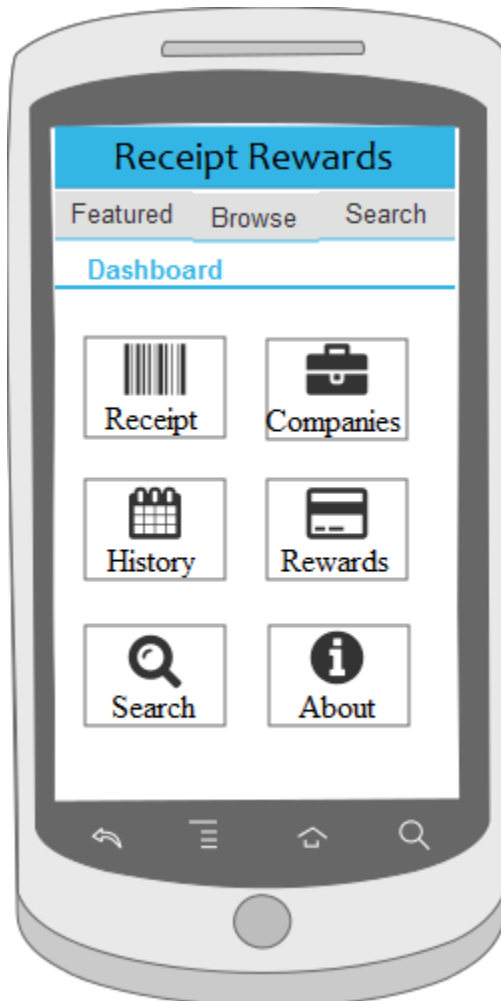 Receipt Rewards
Featured Browse Search
Dashboard
Receipt Companies
History Rewards
Search About